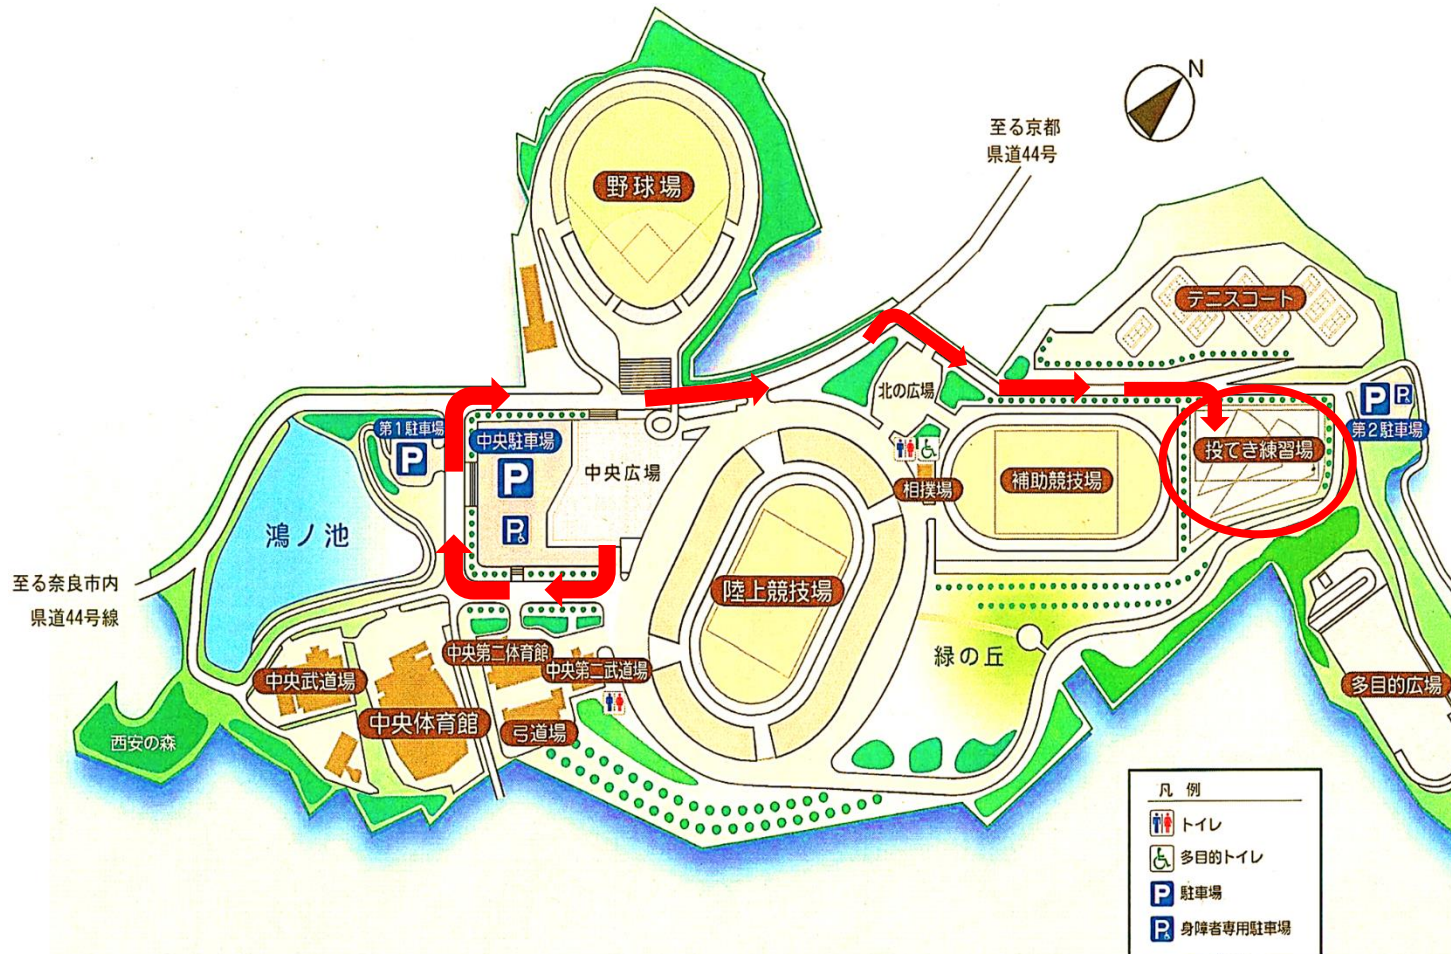 N
至る京都
県道44号
野球場
テニスコート
北の広場
P
P
第2駐車場
第1駐車場
P
中央駐車場
P
P
中央広場
投てき練習場
補助競技場
相撲場
鴻ノ池
至る奈良市内
県道44号線
陸上競技場
緑の丘
中央第二体育館
中央第二武道場
中央武道場
中央体育館
弓道場
西安の森
多目的広場
凡例
トイレ
多目的トイレ
P 駐車場
P 身障者専用駐車場